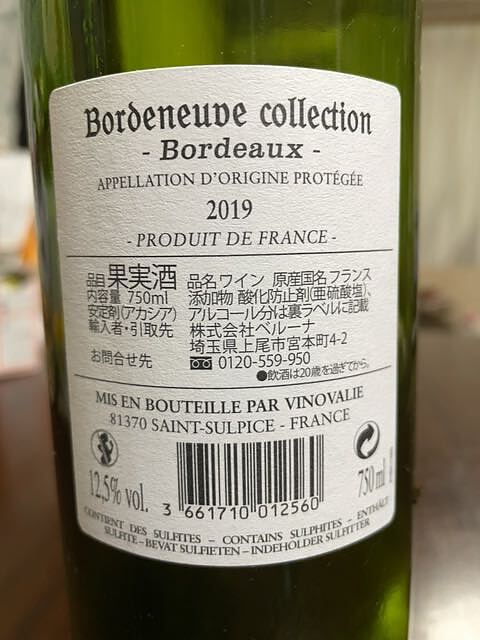 Bordeneuve collection
- Bordeaux -
APPELLATION D'ORIGINE PROTÉGÉE
2019
- PRODUIT DE FRANCE -
品目 果実酒 品名 ワイン 原産国名 フランス
内容量 750ml 添加物 酸化防止剤(亜硫酸塩)、
安定剤(アカシア) アルコール分は裏ラベルに記載
輸入者・引取先 株式会社ベルーナ
埼玉県上尾市宮本町4-2
お問合せ先 0120-559-950
●飲酒は20歳を過ぎてから。
MIS EN BOUTEILLE PAR VINOVALIE
81370 SAINT-SULPICE - FRANCE
12,5% vol.
3 661710 012560
750 ml
CONTIENT DES SULFITES - CONTAINS SULPHITES - ENTHÄLT
SULFITE - BEVAT SULFIETEN - INDEHOLDER SULFITTER